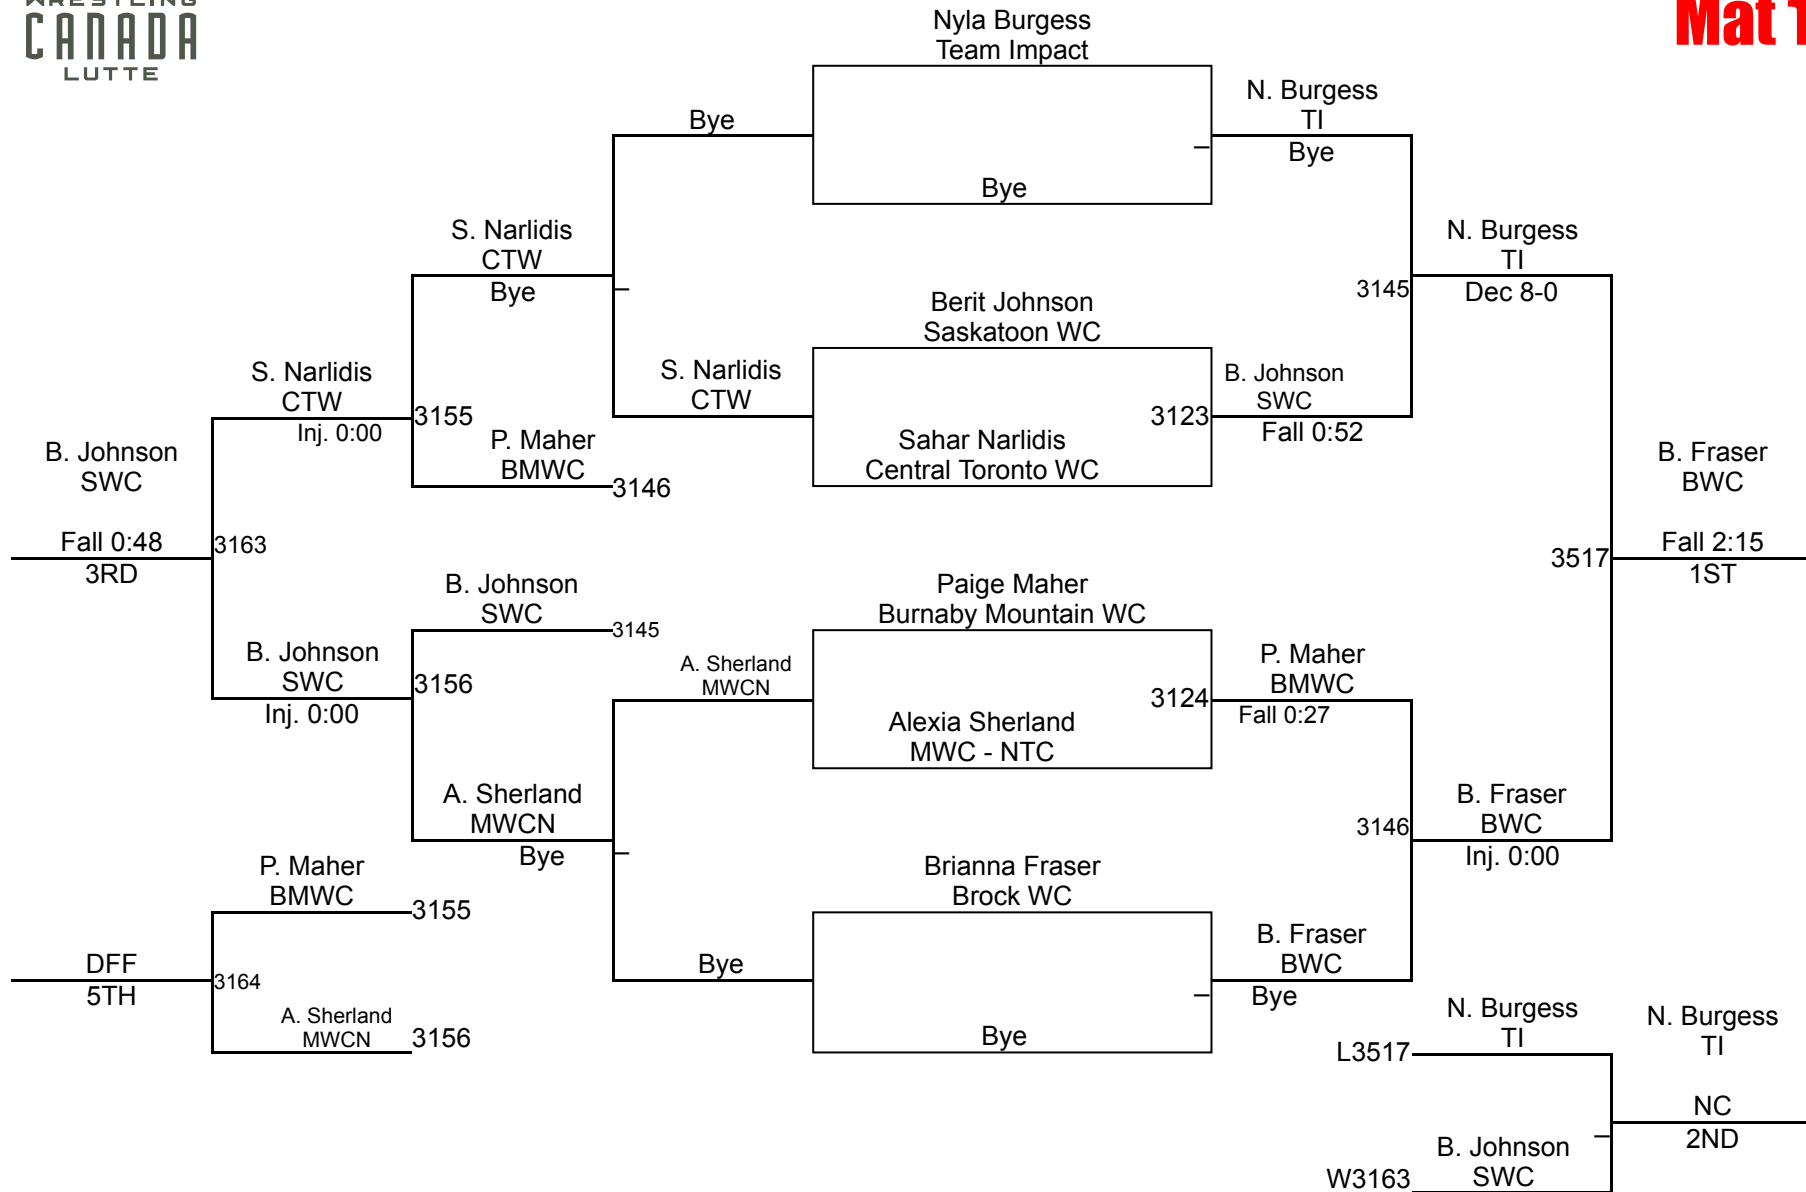 WRESTLING
CANADA
LUTTE
Mat 1
Nyla Burgess
Team Impact
Bye
Bye
N. Burgess
TI
Bye
S. Narlidis
CTW
Bye
N. Burgess
TI
Dec 8-0
3145
Berit Johnson
Saskatoon WC
S. Narlidis
CTW
Inj. 0:00
3155
S. Narlidis
CTW
3123
B. Johnson
SWC
Fall 0:52
Sahar Narlidis
Central Toronto WC
P. Maher
BMWC
3146
B. Johnson
SWC
Fall 0:48
3RD
3163
B. Fraser
BWC
3517
Fall 2:15
1ST
B. Johnson
SWC
3145
Paige Maher
Burnaby Mountain WC
B. Johnson
SWC
Inj. 0:00
3156
A. Sherland
MWCN
3124
P. Maher
BMWC
Fall 0:27
Alexia Sherland
MWC - NTC
A. Sherland
MWCN
Bye
3146
B. Fraser
BWC
Inj. 0:00
P. Maher
BMWC
3155
Brianna Fraser
Brock WC
DFF
5TH
3164
Bye
B. Fraser
BWC
Bye
A. Sherland
MWCN
3156
Bye
L3517
N. Burgess
TI
N. Burgess
TI
NC
2ND
W3163
B. Johnson
SWC